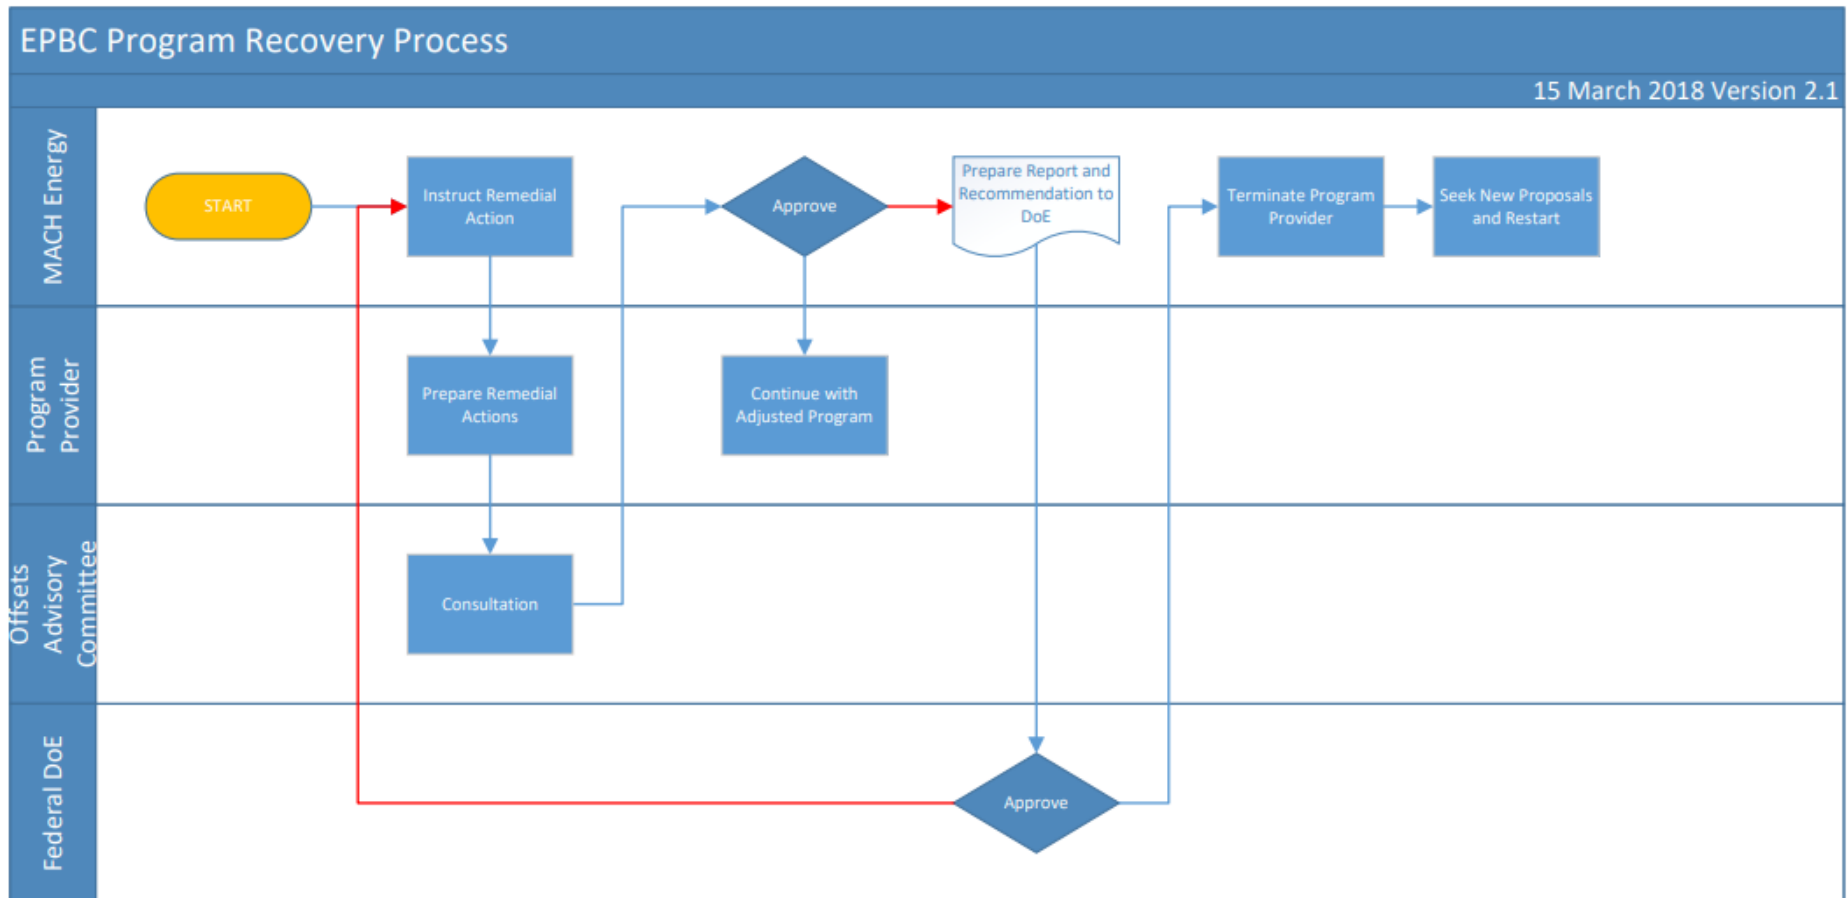 EPBC Program Recovery Process
15 March 2018 Version 2.1
MACH Energy
START
Instruct Remedial
Action
Approve
Prepare Report and
Recommendation to
DoE
Terminate Program
Provider
Seek New Proposals
and Restart
Program
Provider
Prepare Remedial
Actions
Continue with
Adjusted Program
Offsets
Advisory
Committee
Consultation
Federal DoE
Approve